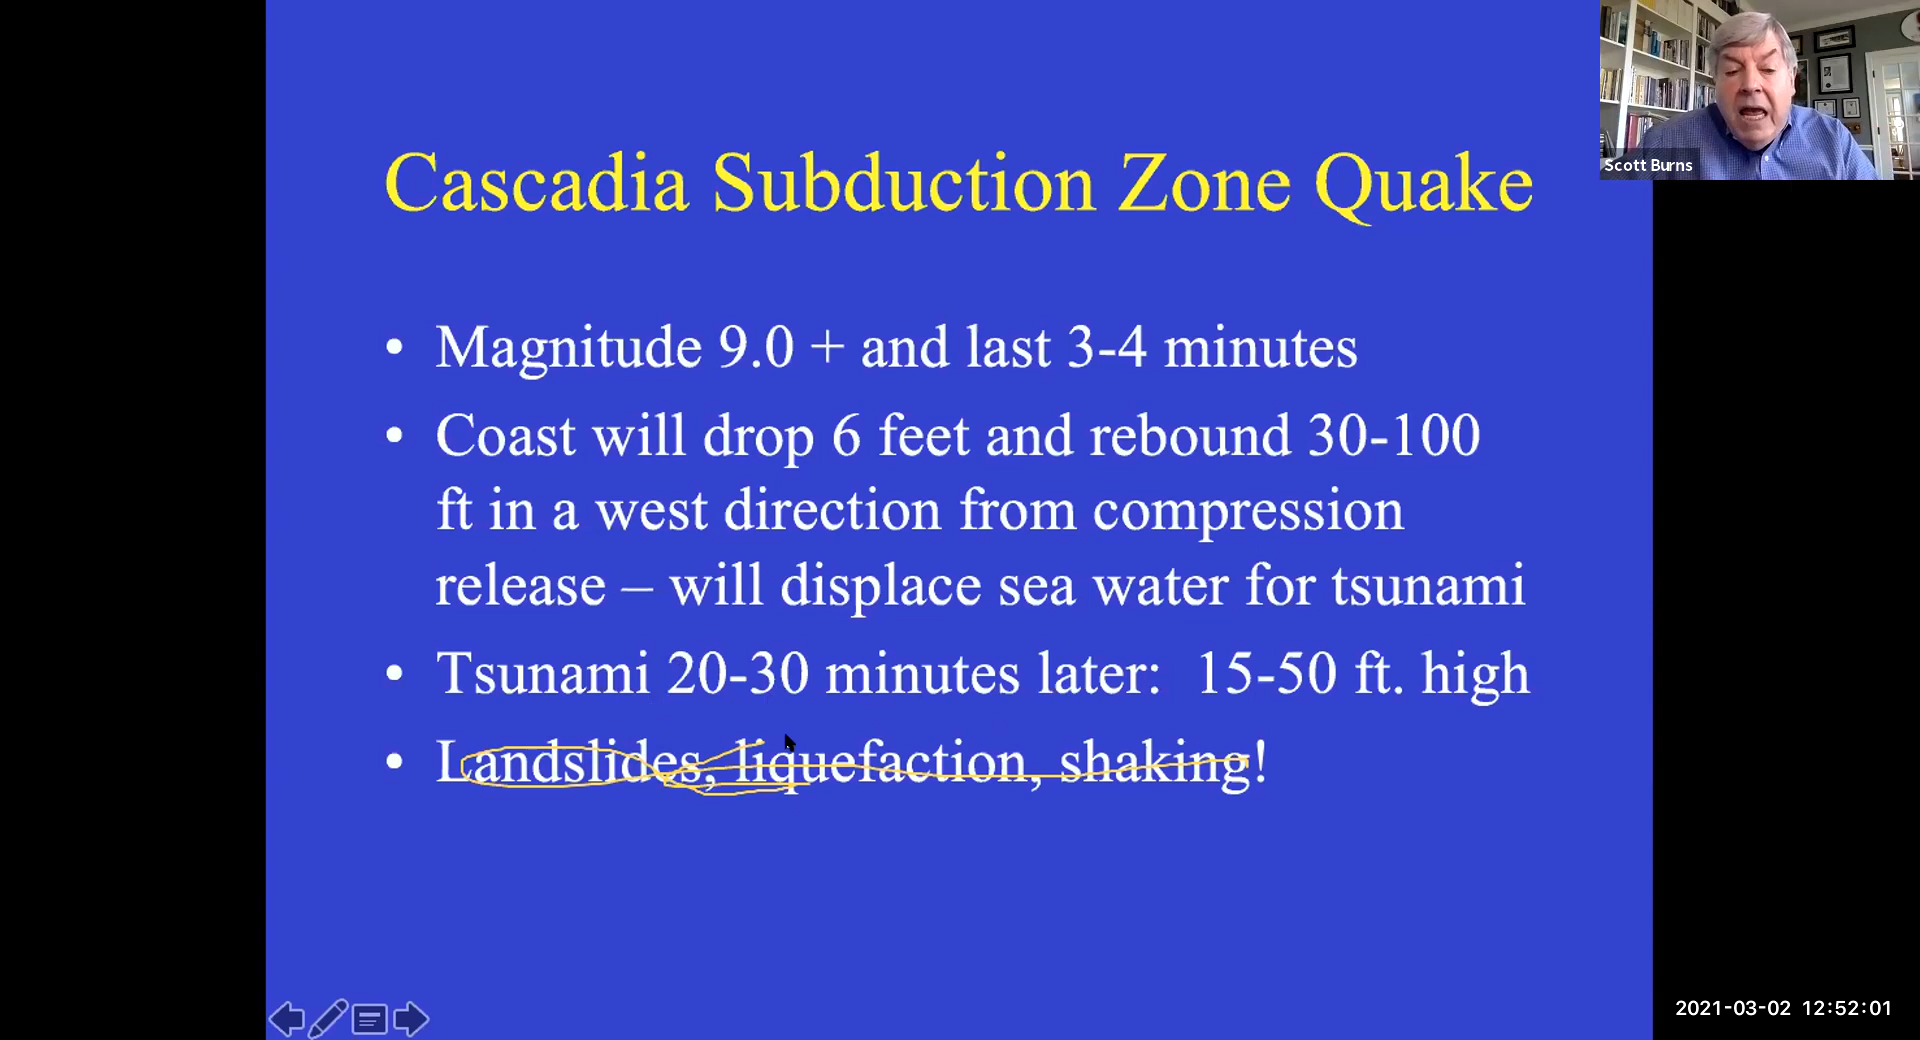 Cascadia Subduction Zone Quake
• Magnitude 9.0 + and last 3-4 minutes
• Coast will drop 6 feet and rebound 30-100
ft in a west direction from compression
release – will displace sea water for tsunami
• Tsunami 20-30 minutes later:  15-50 ft. high
• Landslides, liquefaction, shaking!
Scott Burns
2021-03-02 12:52:01